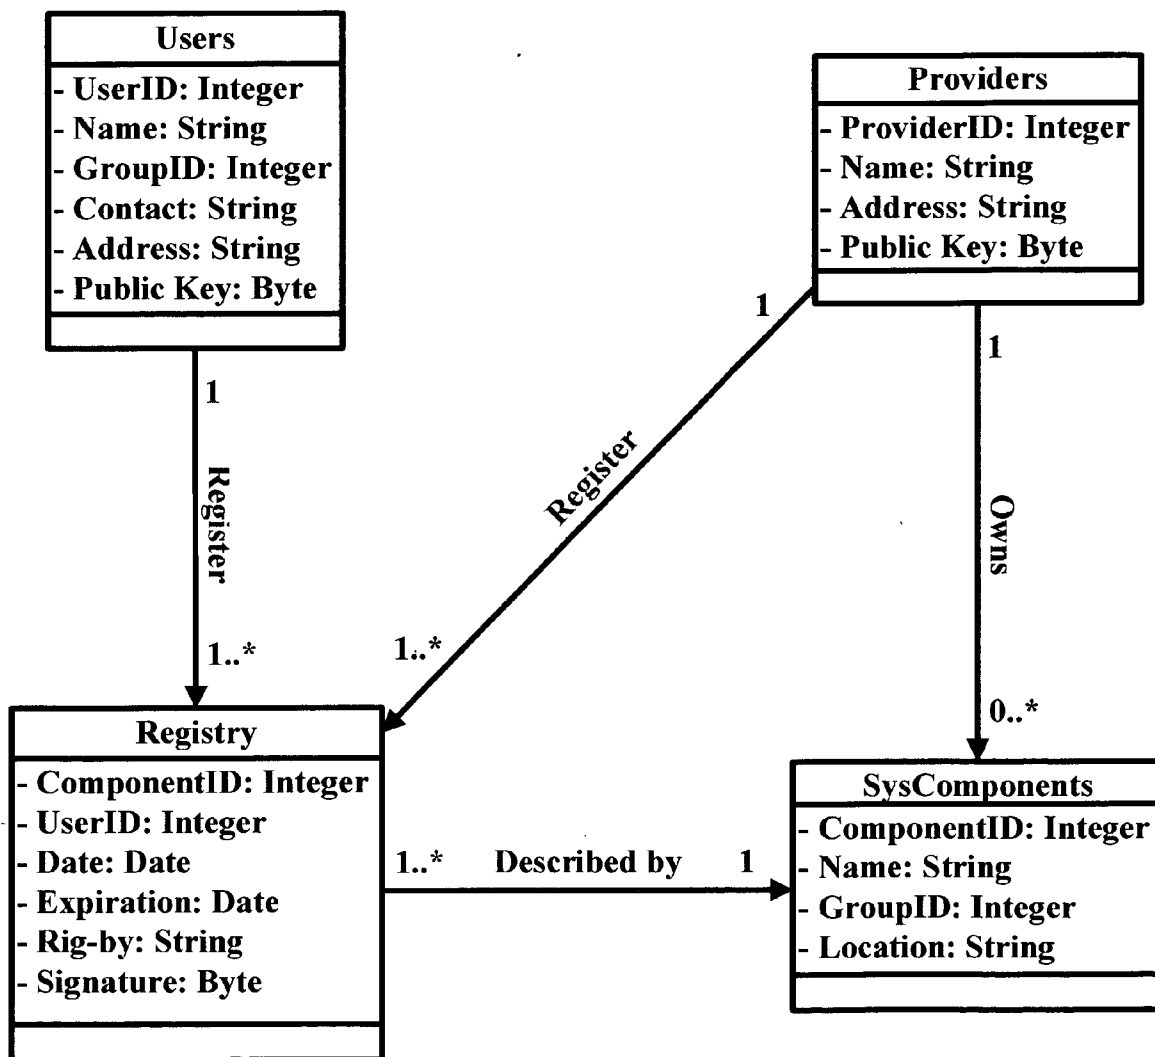 Users
- UserID: Integer
- Name: String
- GroupID: Integer
- Contact: String
- Address: String
- Public Key: Byte
Providers
- ProviderID: Integer
- Name: String
- Address: String
- Public Key: Byte
1
Register
1..*
1
Register
1..*
1
Owns
0..*
Registry
- ComponentID: Integer
- UserID: Integer
- Date: Date
- Expiration: Date
- Rig-by: String
- Signature: Byte
1..* Described by 1
SysComponents
- ComponentID: Integer
- Name: String
- GroupID: Integer
- Location: String